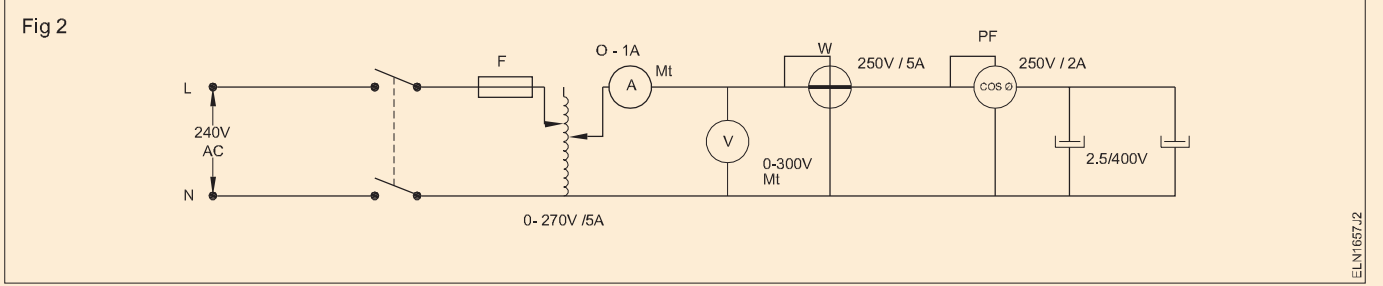 Fig 2
L
240V
AC
N
F
0- 270V /5A
O - 1A
A
Mt
V
0-300V
Mt
W
250V / 5A
PF
COS Ø
250V / 2A
2.5/400V
ELN1657J2